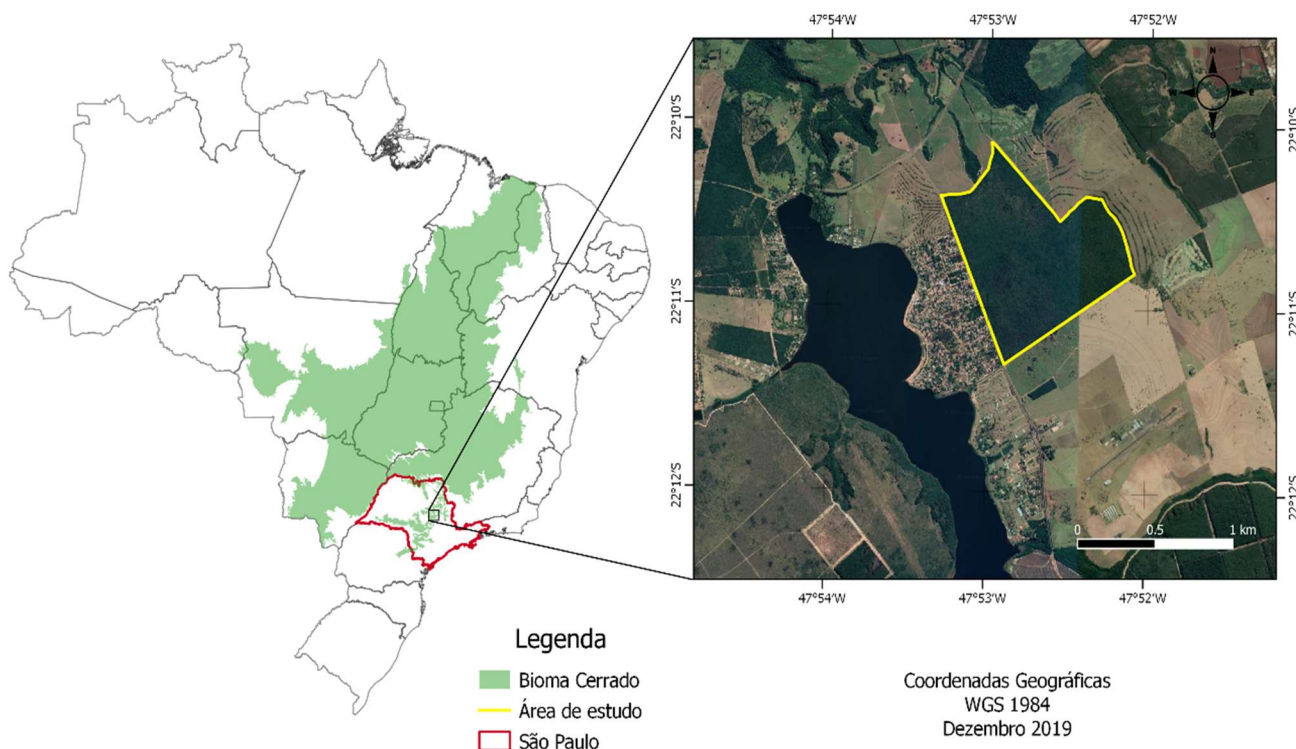 47°54'W 47°53'W 47°52'W
N
W E
S
22°10'S 22°10'S
22°11'S 22°11'S
22°12'S 22°12'S
0 0.5 1 km
47°54'W 47°53'W 47°52'W
Legenda
Bioma Cerrado
Área de estudo
São Paulo
Coordenadas Geográficas
WGS 1984
Dezembro 2019